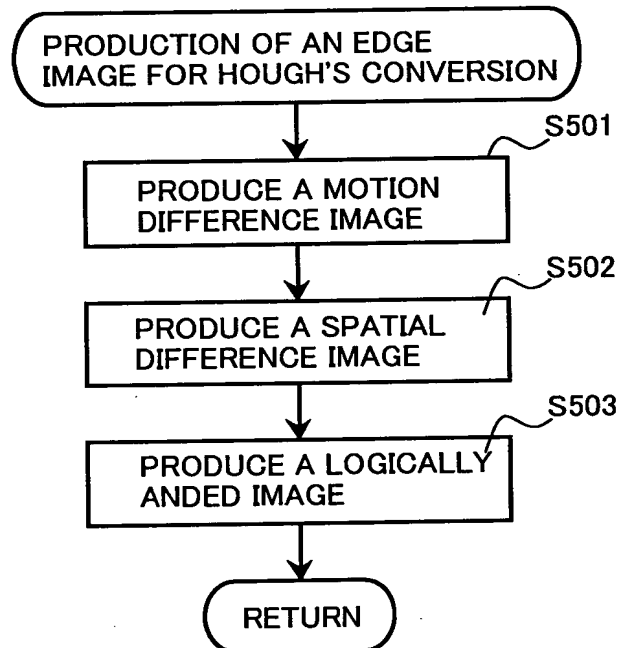 PRODUCTION OF AN EDGE
IMAGE FOR HOUGH'S CONVERSION
S501
PRODUCE A MOTION
DIFFERENCE IMAGE
S502
PRODUCE A SPATIAL
DIFFERENCE IMAGE
S503
PRODUCE A LOGICALLY
ANDED IMAGE
RETURN